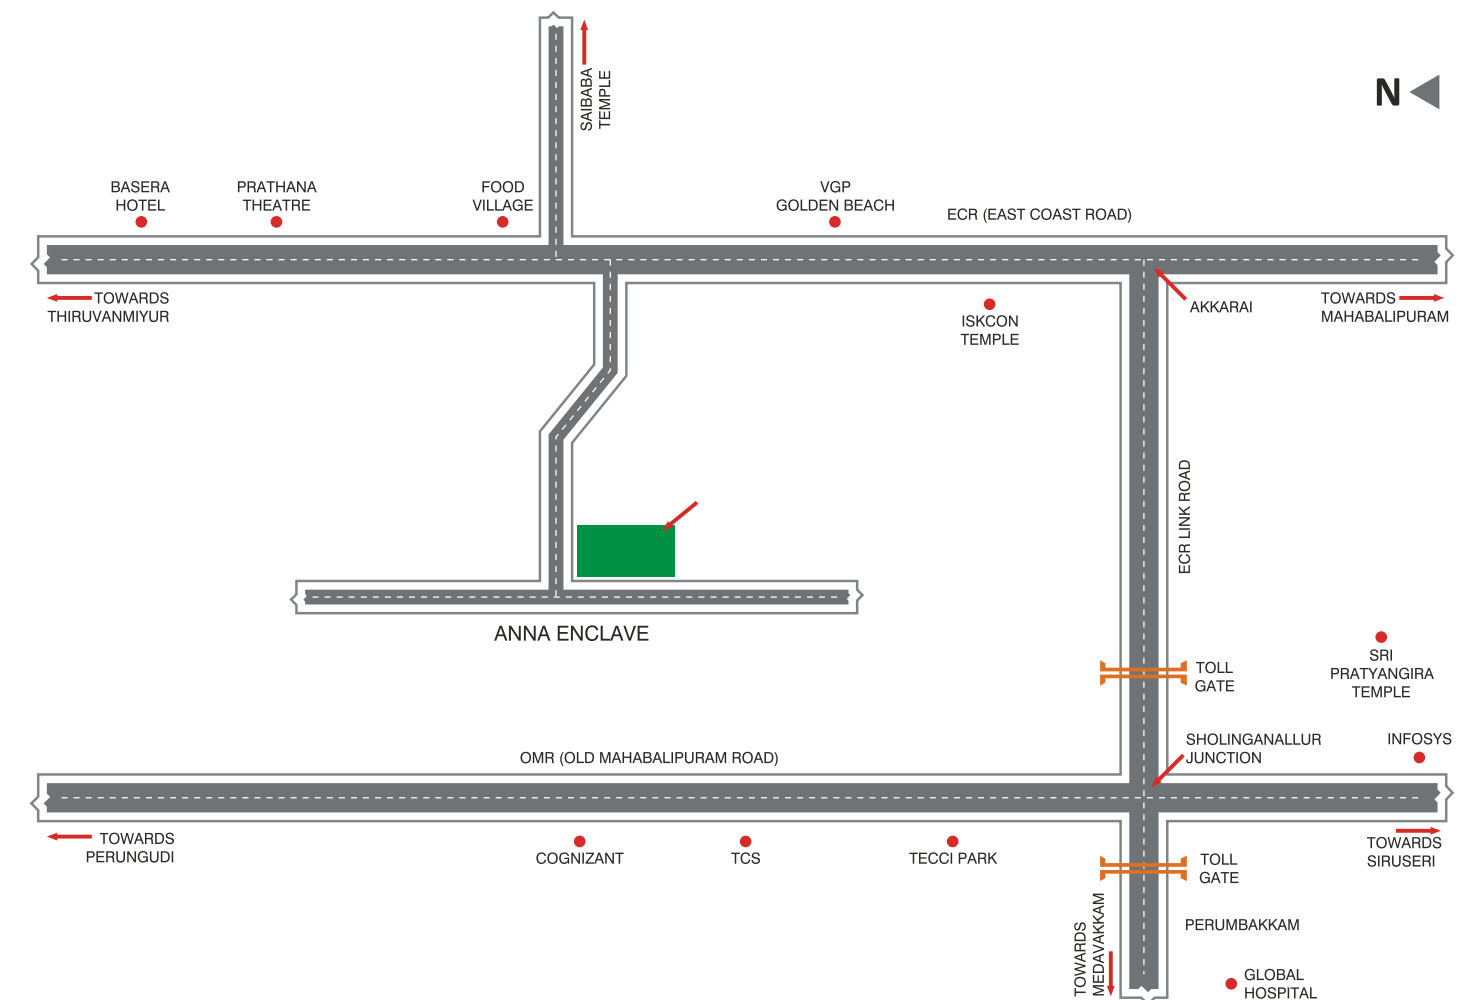 SAIBABA
TEMPLE
N
BASERA
HOTEL
PRATHANA
THEATRE
FOOD
VILLAGE
VGP
GOLDEN BEACH
ECR (EAST COAST ROAD)
TOWARDS
THIRUVANMIYUR
ISKCON
TEMPLE
AKKARAI
TOWARDS
MAHABALIPURAM
ECR LINK ROAD
ANNA ENCLAVE
TOLL
GATE
SRI
PRATYANGIRA
TEMPLE
OMR (OLD MAHABALIPURAM ROAD)
SHOLINGANALLUR
JUNCTION
INFOSYS
TOWARDS
PERUNGUDI
COGNIZANT
TCS
TECCI PARK
TOLL
GATE
TOWARDS
SIRUSERI
TOWARDS
MEDAVAKKAM
PERUMBAKKAM
GLOBAL
HOSPITAL